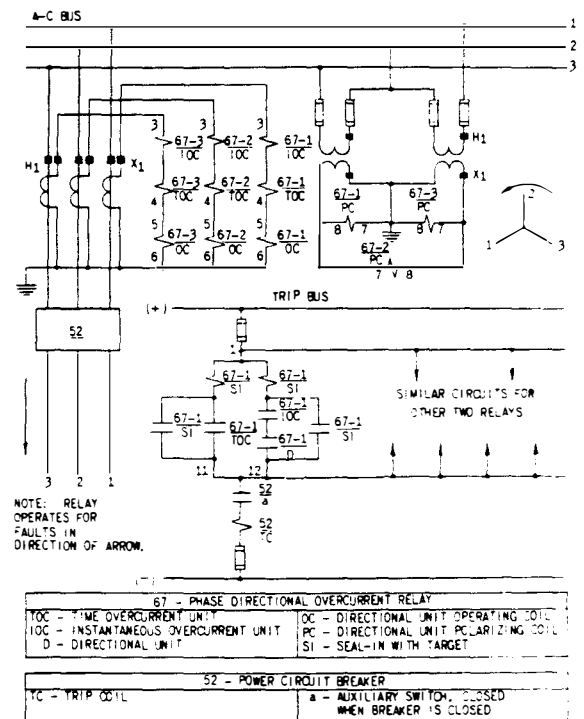 A-C BUS
1
2
3
3 67-3 IOC
3 67-2 IOC
3 67-1 IOC
H1
X1
H1
X1
4 67-3 TOC
4 67-2 TOC
4 67-1 TOC
5 67-3 OC 6
5 67-2 OC 6
5 67-1 OC 6
67-1 PC
67-3 PC
8 7
8 7
67-2 PC
7 8
1 2 3
TRIP BUS
(+)
52
1
67-1 SI
67-1 SI
67-1 SI
67-1 TOC
67-1 IOC
67-1 D
67-1 SI
SIMILAR CIRCUITS FOR
OTHER TWO RELAYS
11
12
52 a
52 TC
3 2 1
NOTE: RELAY
OPERATES FOR
FAULTS IN
DIRECTION OF ARROW.
(-)
67 - PHASE DIRECTIONAL OVERCURRENT RELAY
TOC - TIME OVERCURRENT UNIT
IOC - INSTANTANEOUS OVERCURRENT UNIT
D - DIRECTIONAL UNIT
OC - DIRECTIONAL UNIT OPERATING COIL
PC - DIRECTIONAL UNIT POLARIZING COIL
SI - SEAL-IN WITH TARGET
52 - POWER CIRCUIT BREAKER
TC - TRIP COIL
a - AUXILIARY SWITCH, CLOSED
WHEN BREAKER IS CLOSED